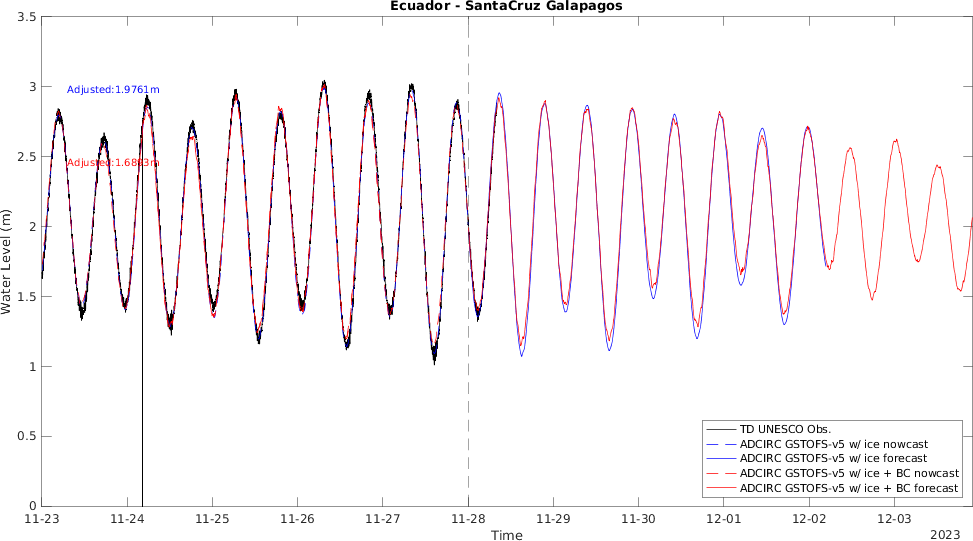 Ecuador - SantaCruz Galapagos
3.5
3
2.5
2
1.5
1
0.5
0
Water Level (m)
Adjusted:1.9761m
TD UNESCO Obs.
ADCIRC GSTOFS-v5 w/ ice nowcast
ADCIRC GSTOFS-v5 w/ ice forecast
ADCIRC GSTOFS-v5 w/ ice + BC nowcast
ADCIRC GSTOFS-v5 w/ ice + BC forecast
11-23 11-24 11-25 11-26 11-27 11-28 11-29 11-30 12-01 12-02 12-03
Time
2023